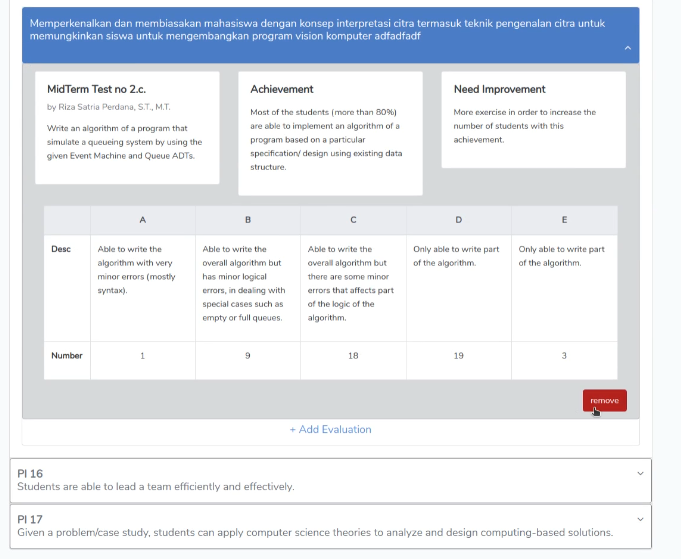 Memperkenalkan dan membiasakan mahasiswa dengan konsep interpretasi citra termasuk teknik pengenalan citra untuk
memungkinkan siswa untuk mengembangkan program vision komputer adfadfadf
MidTerm Test no 2.c.
by Riza Satria Perdana, S.T., M.T.
Write an algorithm of a program that
simulate a queueing system by using the
given Event Machine and Queue ADTs.
Achievement
Most of the students (more than 80%)
are able to implement an algorithm of a
program based on a particular
specification/ design using existing data
structure.
Need Improvement
More exercise in order to increase the
number of students with this
achievement.
A B C D E
Desc
Able to write the
algorithm with very
minor errors (mostly
syntax).
Able to write the
overall algorithm but
has minor logical
errors, in dealing with
special cases such as
empty or full queues.
Able to write the
overall algorithm but
there are some minor
errors that affects part
of the logic of the
algorithm.
Only able to write part
of the algorithm.
Only able to write part
of the algorithm.
Number 1 9 18 19 3
remove
+ Add Evaluation
PI 16
Students are able to lead a team efficiently and effectively.
PI 17
Given a problem/case study, students can apply computer science theories to analyze and design computing-based solutions.